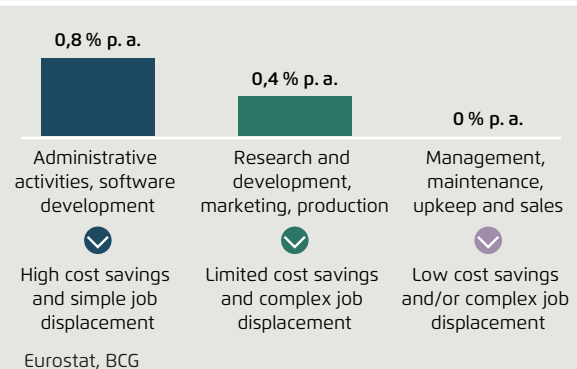 0,8 % p. a.
0,4 % p. a.
0 % p. a.
Administrative
activities, software
development
Research and
development,
marketing, production
Management,
maintenance,
upkeep and sales
High cost savings
and simple job
displacement
Limited cost savings
and complex job
displacement
Low cost savings
and/or complex job
displacement
Eurostat, BCG